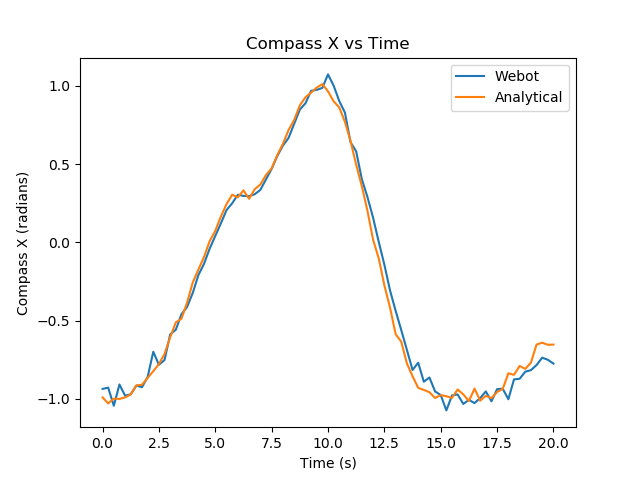 Compass X vs Time
Webot
Analytical
Compass X (radians)
1.0
0.5
0.0
−0.5
−1.0
0.0 2.5 5.0 7.5 10.0 12.5 15.0 17.5 20.0
Time (s)